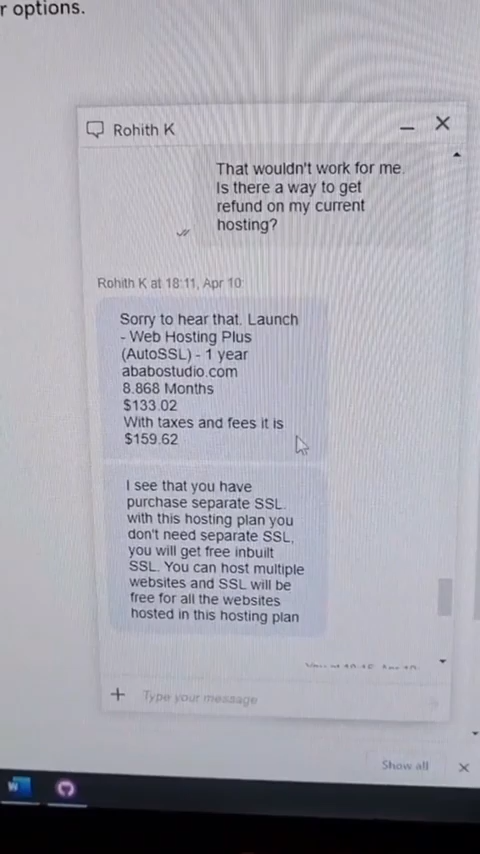 r options.
Rohith K
That wouldn't work for me.
Is there a way to get
refund on my current
hosting?
Rohith K at 18:11, Apr 10
Sorry to hear that. Launch
- Web Hosting Plus
(AutoSSL) - 1 year
ababostudio.com
8.868 Months
$133.02
With taxes and fees it is
$159.62
I see that you have
purchase separate SSL.
with this hosting plan you
don't need separate SSL,
you will get free inbuilt
SSL. You can host multiple
websites and SSL will be
free for all the websites
hosted in this hosting plan
Type your message
Show all
W